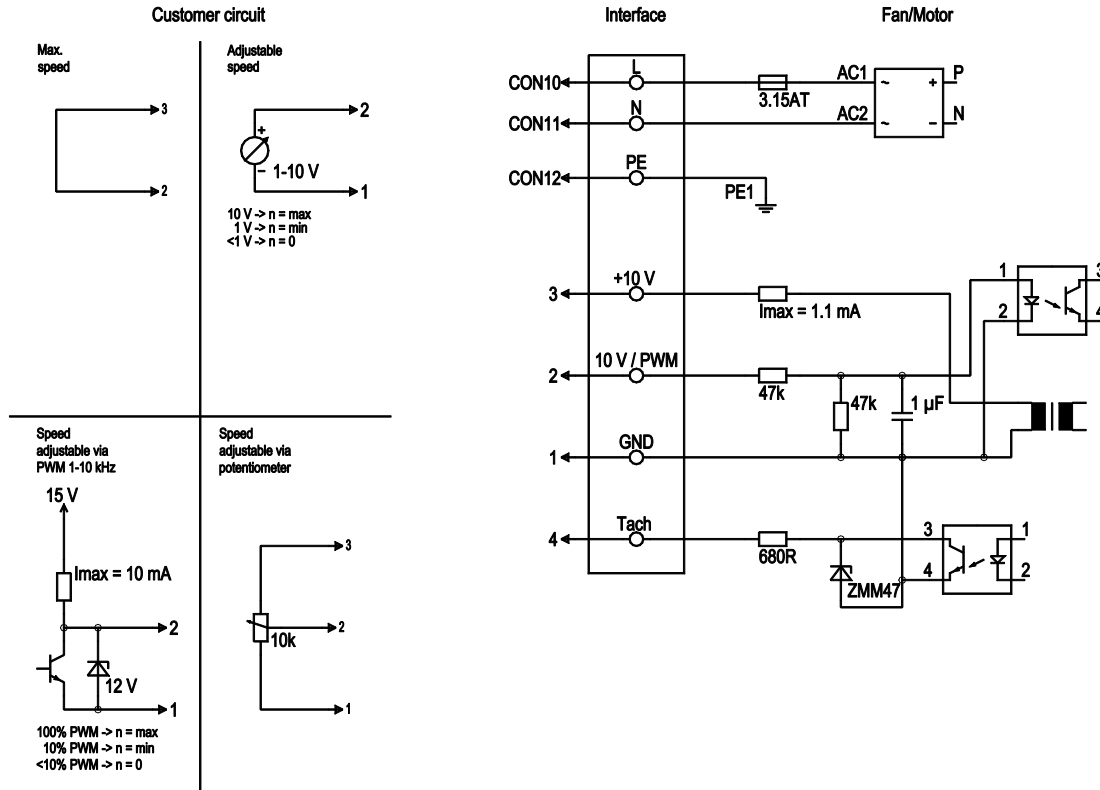 Customer circuit
Max.
speed
3
2
Adjustable
speed
2
+
−
1-10 V
1
10 V -> n = max
1 V -> n = min
<1 V -> n = 0
Speed
adjustable via
PWM 1-10 kHz
15 V
Imax = 10 mA
2
12 V
1
100% PWM -> n = max
10% PWM -> n = min
<10% PWM -> n = 0
Speed
adjustable via
potentiometer
3
2
10k
1
Interface
Fan/Motor
CON10
L
3.15AT
AC1
~
+
P
CON11
N
AC2
~
−
N
CON12
PE
PE1
3
+10 V
Imax = 1.1 mA
1
2
3
4
2
10 V / PWM
47k
47k
1 µF
1
GND
4
Tach
680R
ZMM47
3
4
1
2